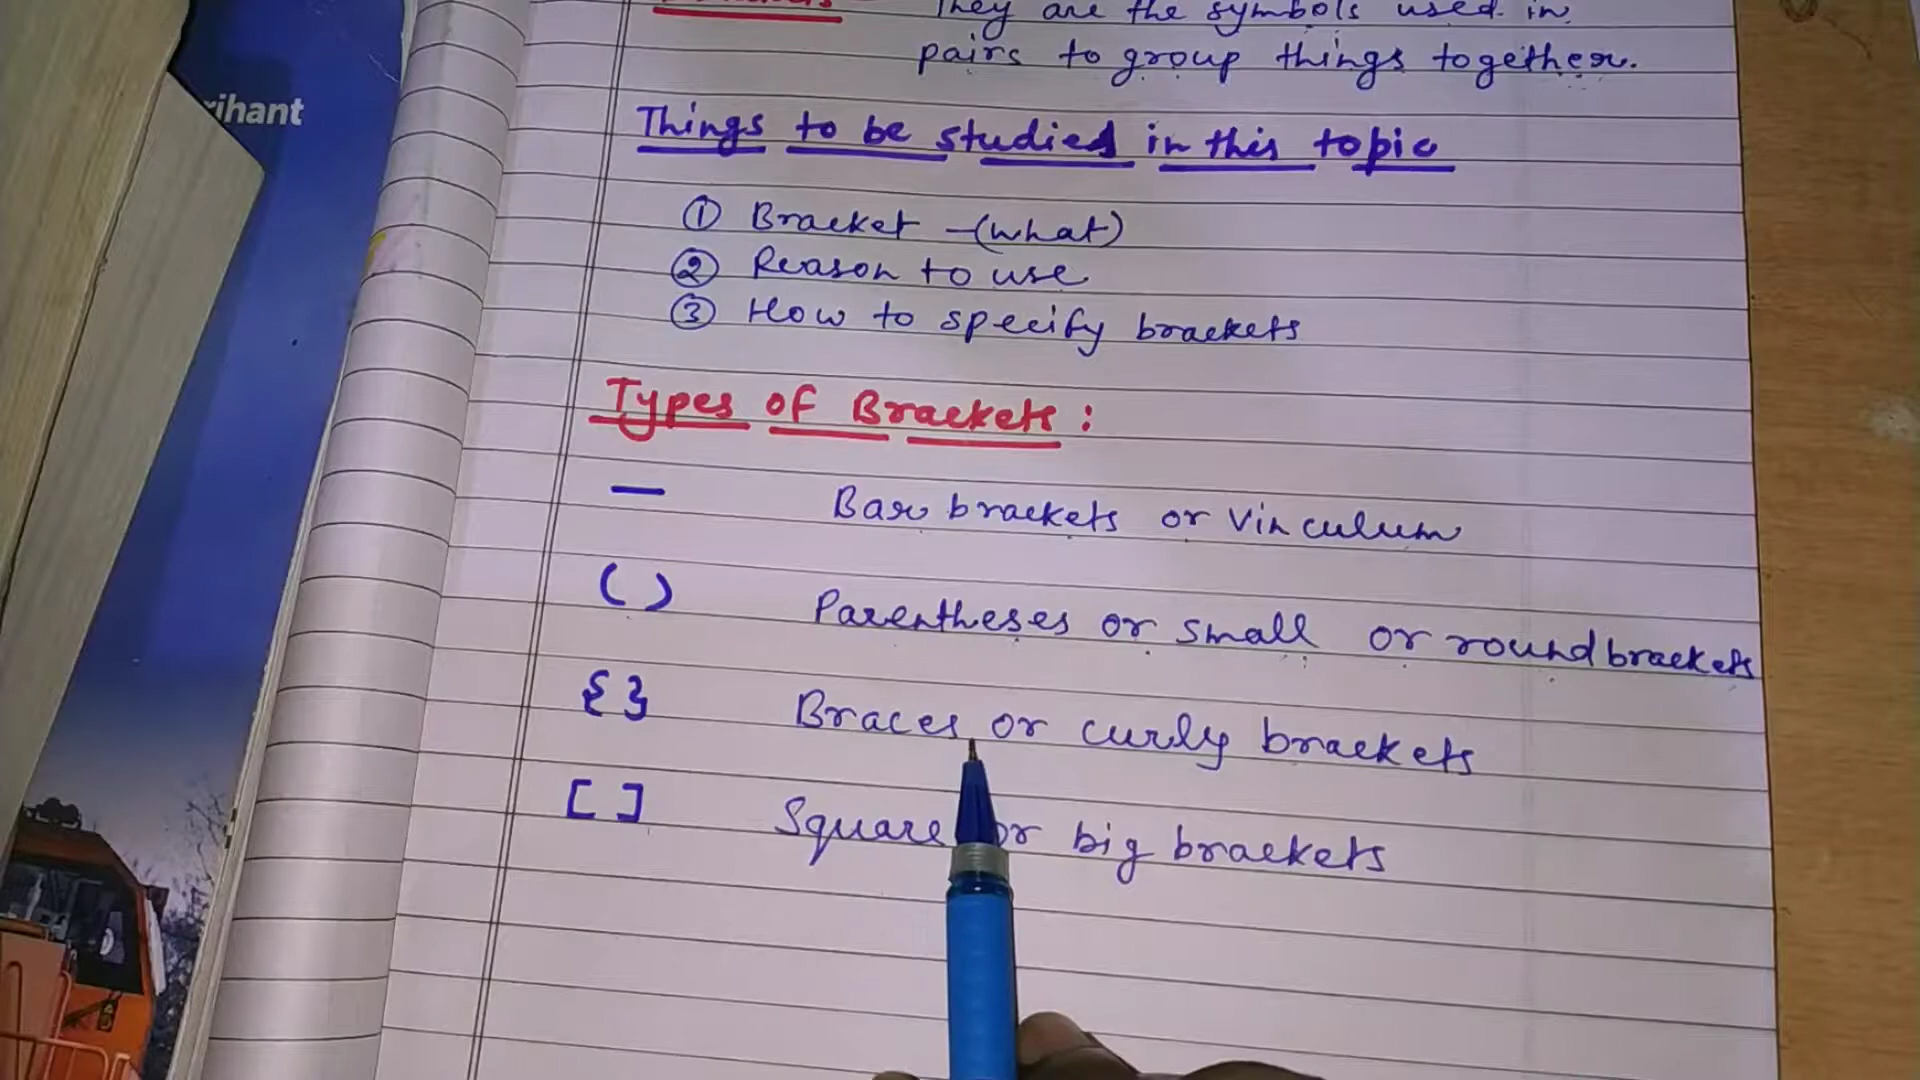 They are the symbols used in
pairs to group things together.
Things to be studied in this topic
① Bracket - (what)
② Reason to use
③ How to specify brackets
Types of Brackets :
— Bar brackets or Vinculum
( ) Parentheses or small or round brackets
{ } Braces or curly brackets
[ ] Square or big brackets
rihant